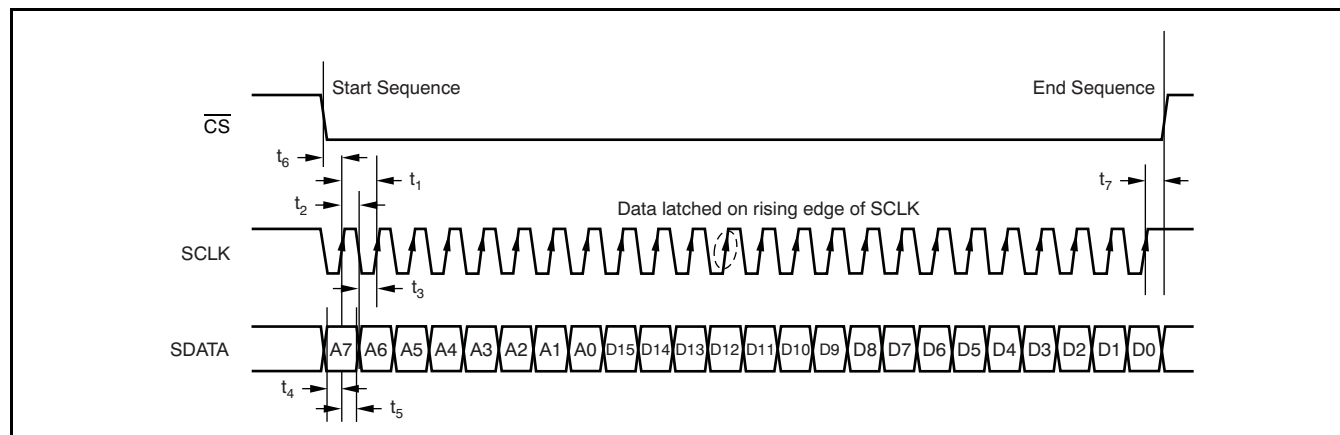 Start Sequence
End Sequence
CS
t6
t1
t7
t2
Data latched on rising edge of SCLK
SCLK
t3
SDATA
A7 A6 A5 A4 A3 A2 A1 A0 D15 D14 D13 D12 D11 D10 D9 D8 D7 D6 D5 D4 D3 D2 D1 D0
t4
t5